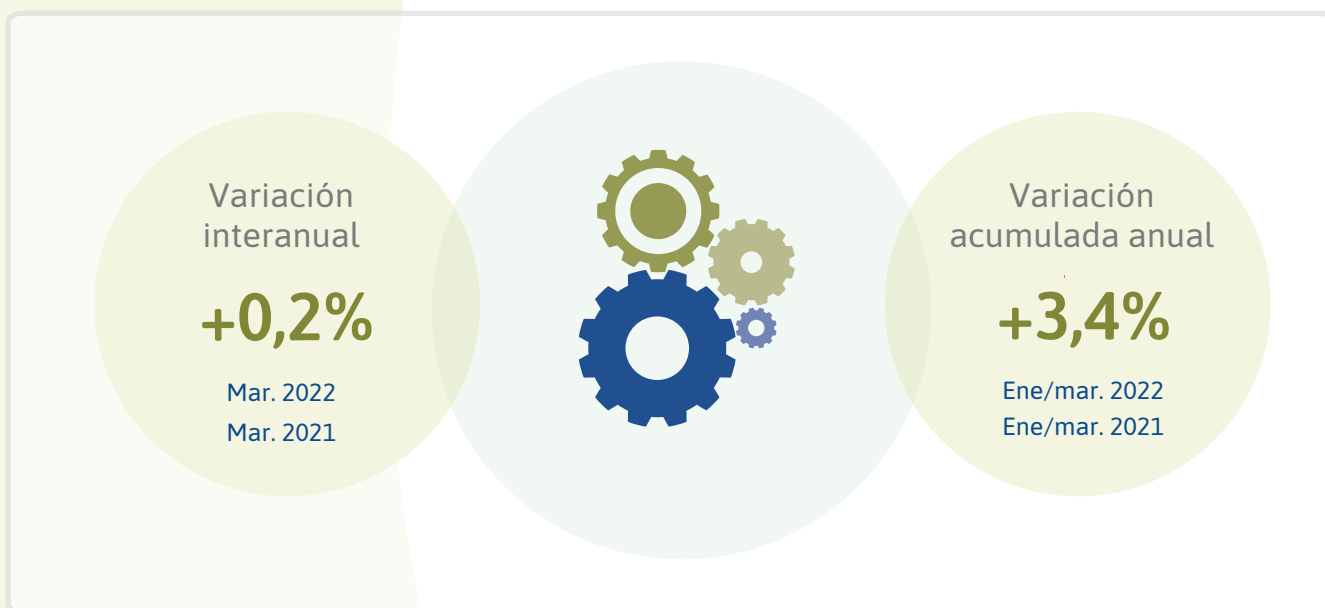 Variación
interanual
+0,2%
Mar. 2022
Mar. 2021
Variación
acumulada anual
+3,4%
Ene/mar. 2022
Ene/mar. 2021